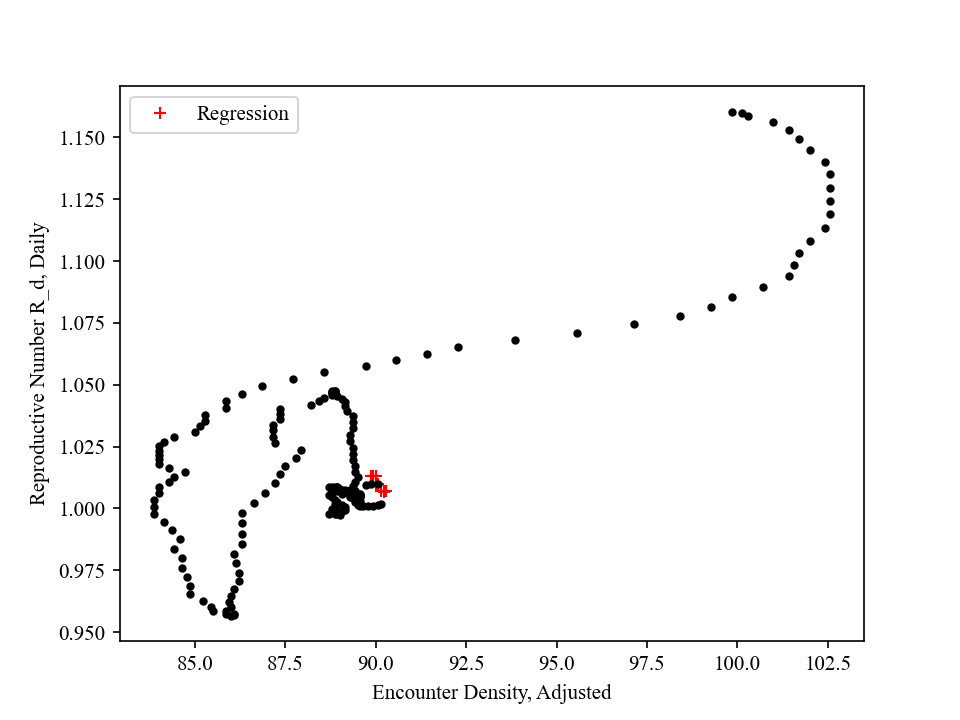 Regression
1.150
1.125
1.100
1.075
1.050
1.025
1.000
0.975
0.950
Reproductive Number R_d, Daily
85.0 87.5 90.0 92.5 95.0 97.5 100.0 102.5
Encounter Density, Adjusted